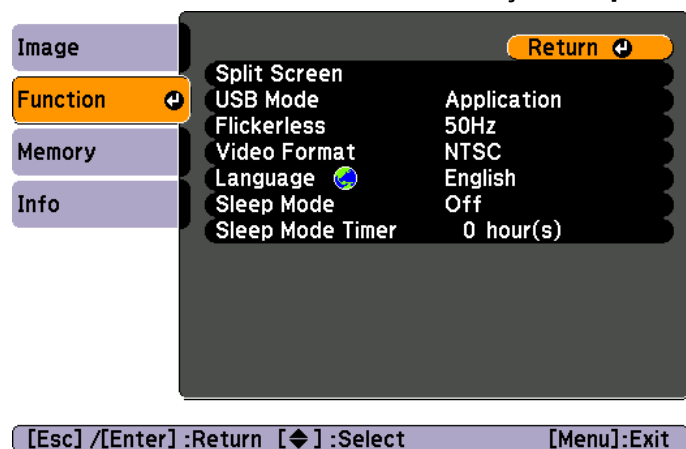 Image
Function
Memory
Info
Return
Split Screen
USB Mode Application
Flickerless 50Hz
Video Format NTSC
Language English
Sleep Mode Off
Sleep Mode Timer 0 hour(s)
[Esc] /[Enter] :Return [◆] :Select [Menu]:Exit